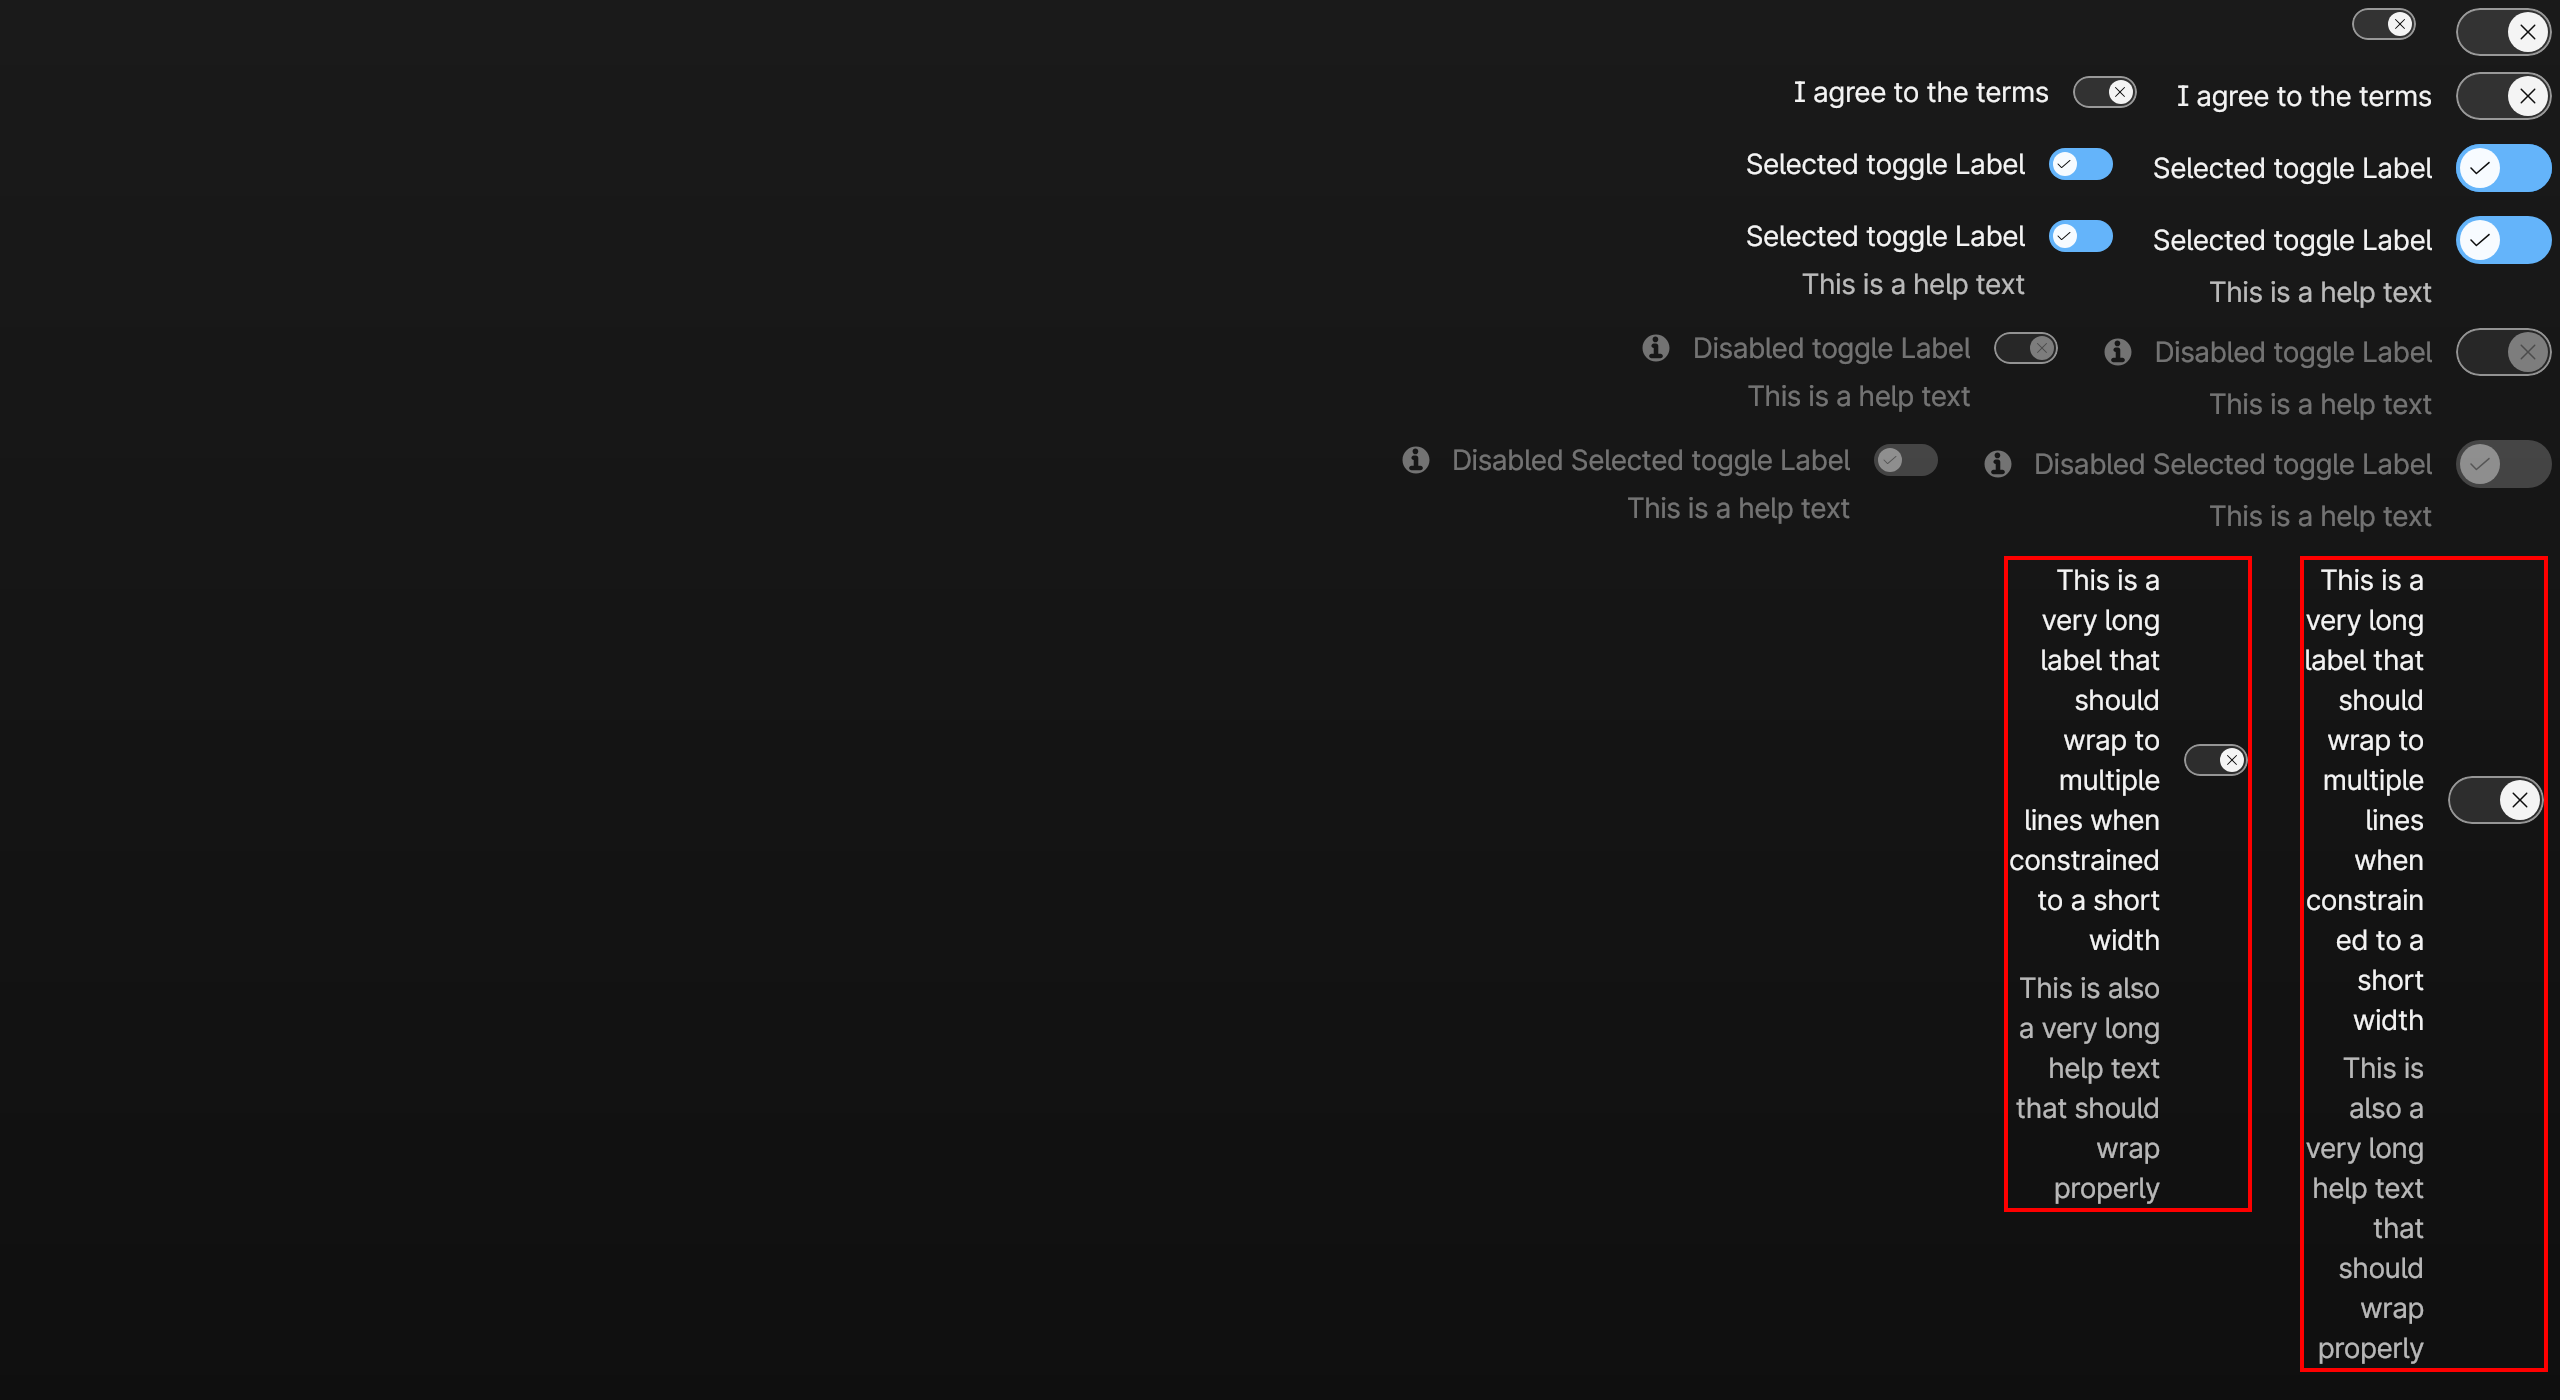 I agree to the terms
I agree to the terms
Selected toggle Label
Selected toggle Label
Selected toggle Label
This is a help text
Selected toggle Label
This is a help text
Disabled toggle Label
This is a help text
Disabled toggle Label
This is a help text
Disabled Selected toggle Label
This is a help text
Disabled Selected toggle Label
This is a help text
This is a
very long
label that
should
wrap to
multiple
lines
when
constrain
ed to a
short
width
This is
also a
very long
help text
that
should
wrap
properly
This is a
very long
label that
should
wrap to
multiple
lines when
constrained
to a short
width
This is also
a very long
help text
that should
wrap
properly